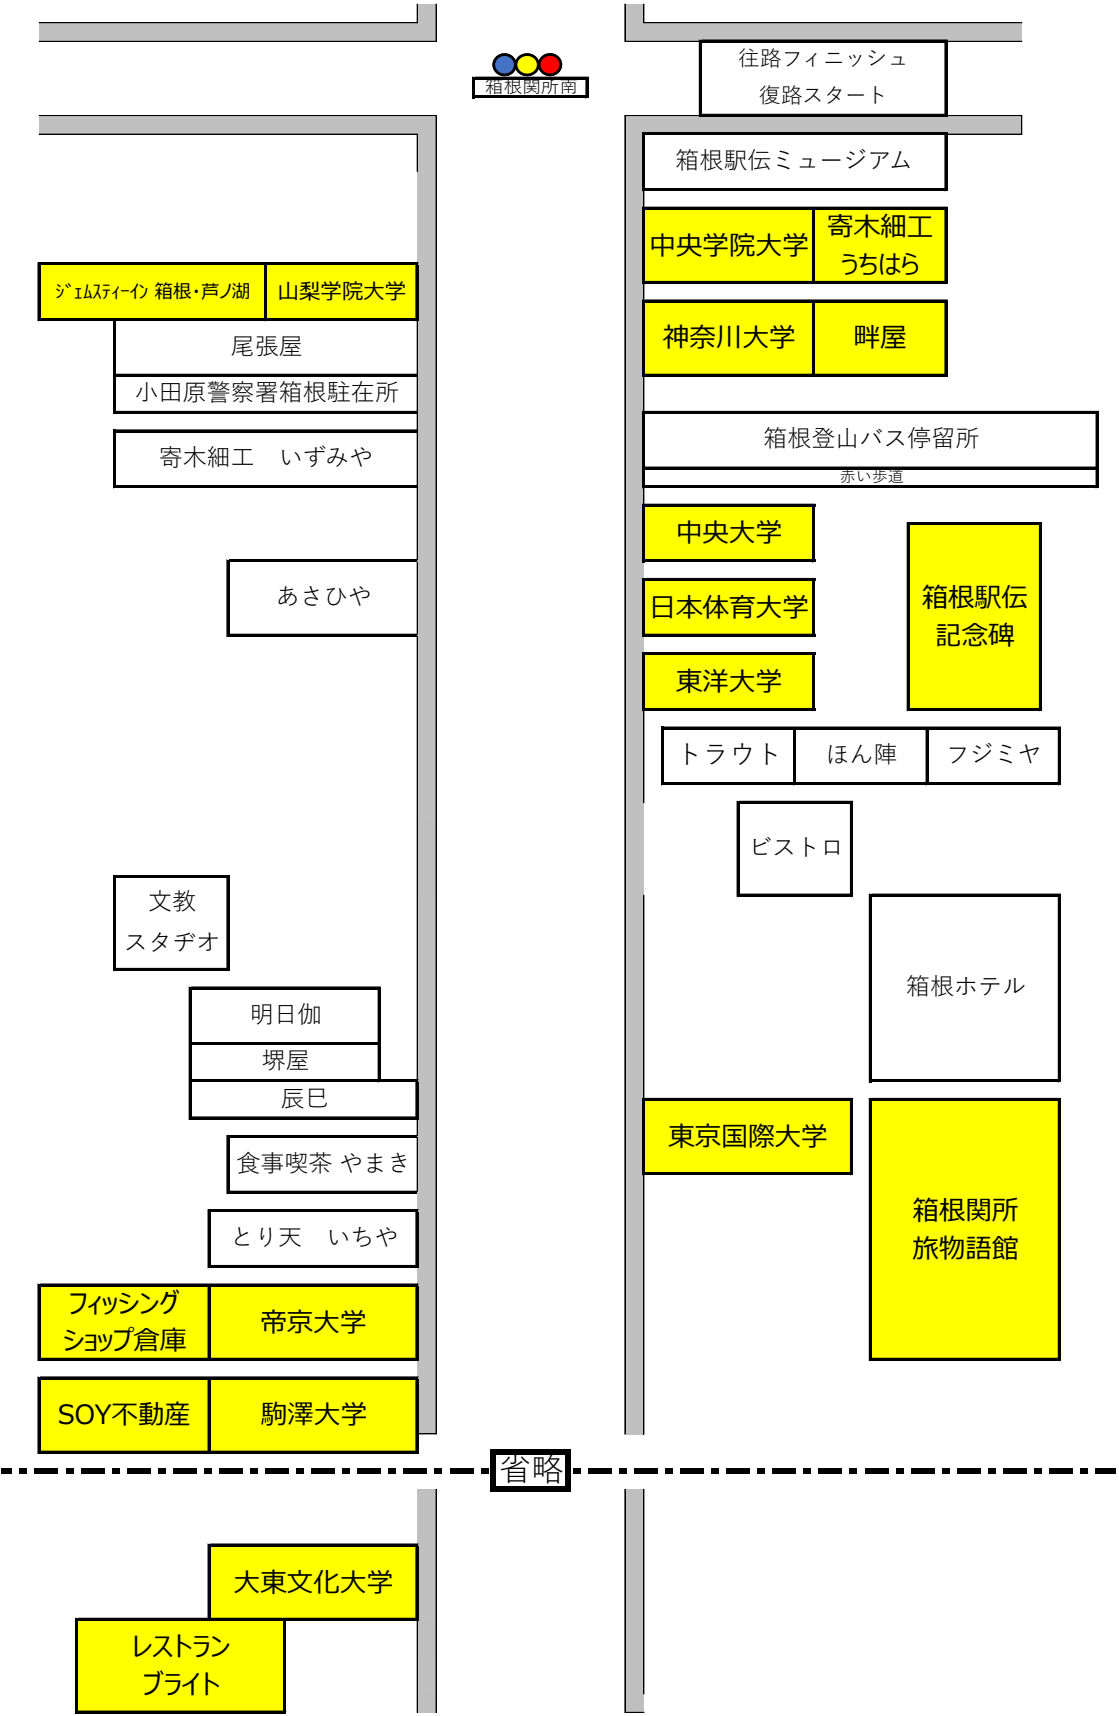 往路フィニッシュ
復路スタート
箱根関所南
箱根駅伝ミュージアム
中央学院大学
寄木細工
うちはら
ｼﾞｪﾑｽﾃｨｰｲﾝ 箱根・芦ノ湖
山梨学院大学
神奈川大学
畔屋
尾張屋
小田原警察署箱根駐在所
寄木細工　いずみや
箱根登山バス停留所
赤い歩道
中央大学
箱根駅伝
記念碑
あさひや
日本体育大学
東洋大学
トラウト
ほん陣
フジミヤ
ビストロ
文教
スタヂオ
箱根ホテル
明日伽
堺屋
辰巳
東京国際大学
食事喫茶 やまき
箱根関所
旅物語館
とり天　いちや
フィッシング
ショップ倉庫
帝京大学
SOY不動産
駒澤大学
省略
大東文化大学
レストラン
ブライト